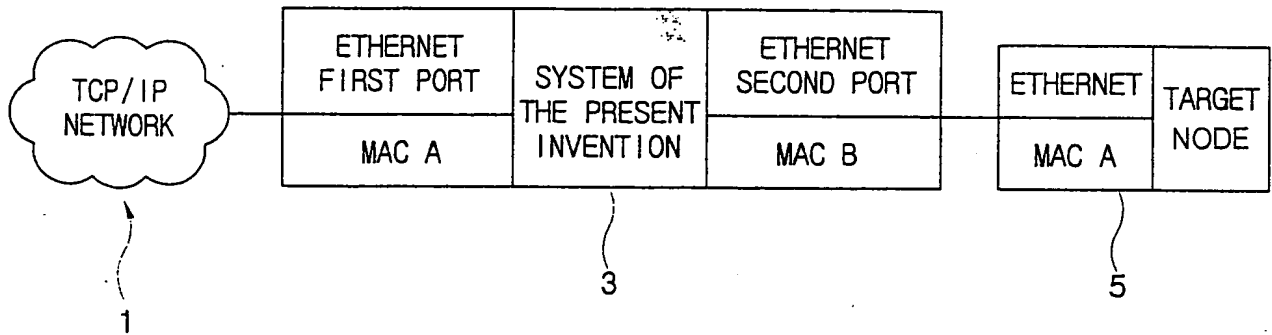 TCP/IP
NETWORK
ETHERNET
FIRST PORT
MAC A
SYSTEM OF
THE PRESENT
INVENTION
ETHERNET
SECOND PORT
MAC B
ETHERNET
MAC A
TARGET
NODE
1
3
5